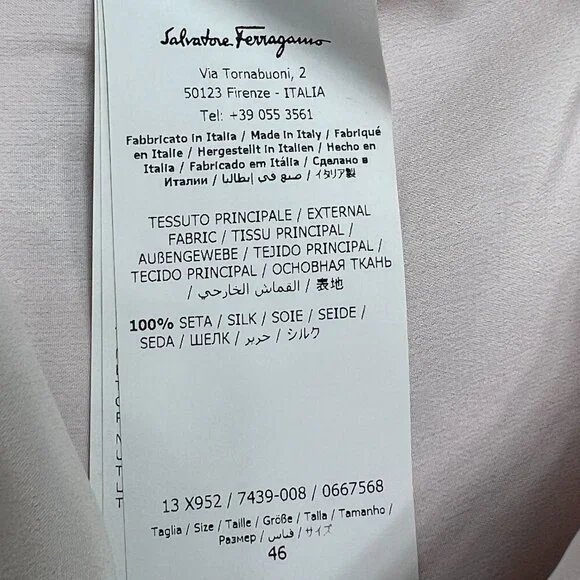 Salvatore Ferragamo
Via Tornabuoni, 2
50123 Firenze - ITALIA
Tel: +39 055 3561
Fabbricato in Italia / Made in Italy / Fabriqué
en Italie / Hergestellt in Italien / Hecho en
Italia / Fabricado em Itália / Сделано в
Италии / صنع في إيطاليا / イタリア製
TESSUTO PRINCIPALE / EXTERNAL
FABRIC / TISSU PRINCIPAL /
AUßENGEWEBE / TEJIDO PRINCIPAL /
TECIDO PRINCIPAL / ОСНОВНАЯ ТКАНЬ
/ القماش الخارجي / 表地
100% SETA / SILK / SOIE / SEIDE /
SEDA / ШЕЛК / حرير / シルク
13 X952 / 7439-008 / 0667568
Taglia / Size / Taille / Größe / Talla / Tamanho /
Размер / قياس / サイズ
46